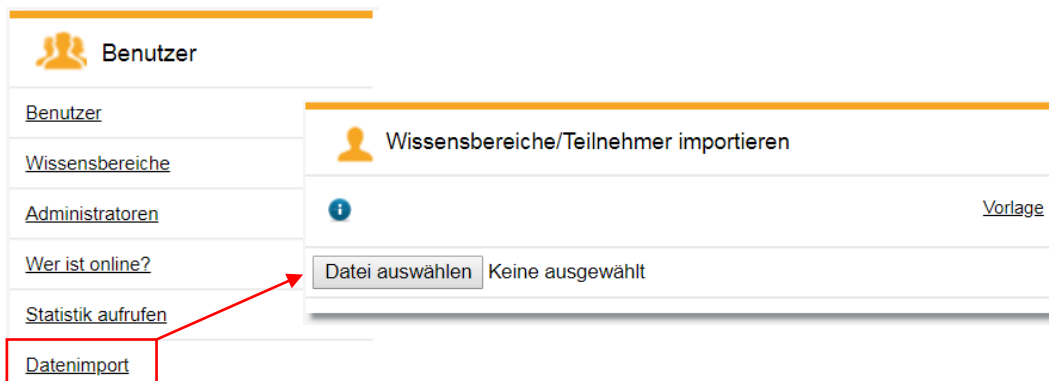 Benutzer
Benutzer
Wissensbereiche
Administratoren
Wer ist online?
Statistik aufrufen
Datenimport
Wissensbereiche/Teilnehmer importieren
Vorlage
Datei auswählen Keine ausgewählt